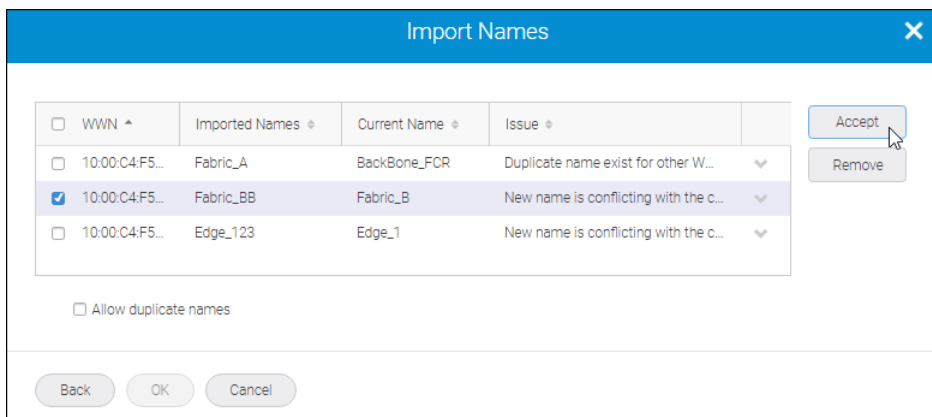 Import Names
WWN Imported Names Current Name Issue
10:00:C4:F5... Fabric_A BackBone_FCR Duplicate name exist for other W...
10:00:C4:F5... Fabric_BB Fabric_B New name is conflicting with the c...
10:00:C4:F5... Edge_123 Edge_1 New name is conflicting with the c...
Accept
Remove
Allow duplicate names
Back OK Cancel